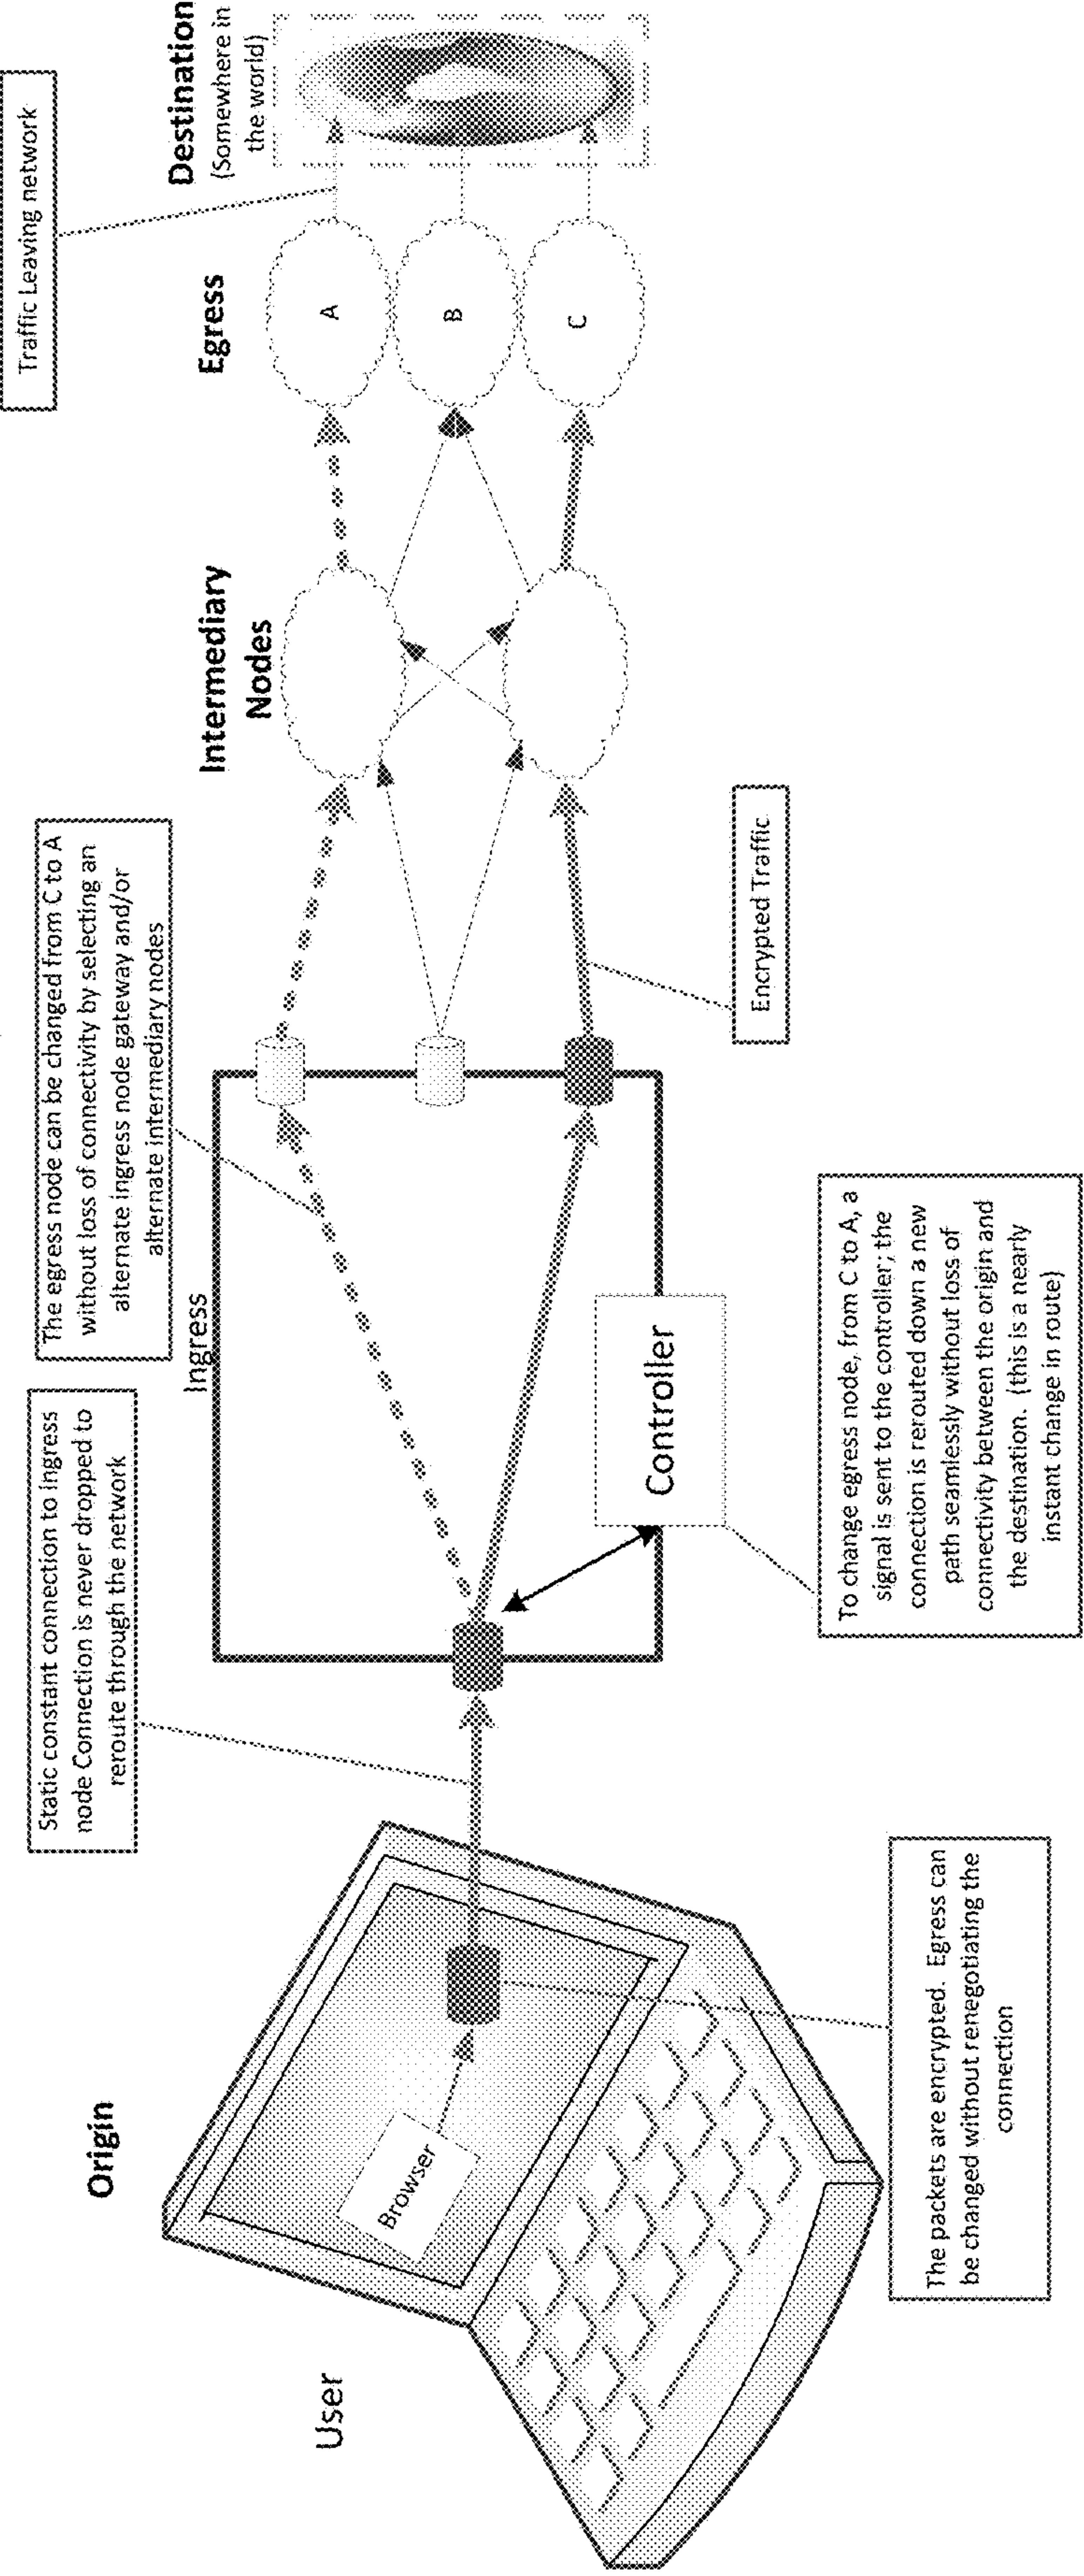 Origin
User
Browser
The packets are encrypted. Egress can
be changed without renegotiating the
connection
Static constant connection to ingress
node Connection is never dropped to
reroute through the network
Ingress
Controller
To change egress node, from C to A, a
signal is sent to the controller; the
connection is rerouted down a new
path seamlessly without loss of
connectivity between the origin and
the destination. (this is a nearly
instant change in route)
The egress node can be changed from C to A
without loss of connectivity by selecting an
alternate ingress node gateway and/or
alternate intermediary nodes
Encrypted Traffic
Intermediary
Nodes
Egress
A
B
C
Traffic Leaving network
Destination
(Somewhere in
the world)